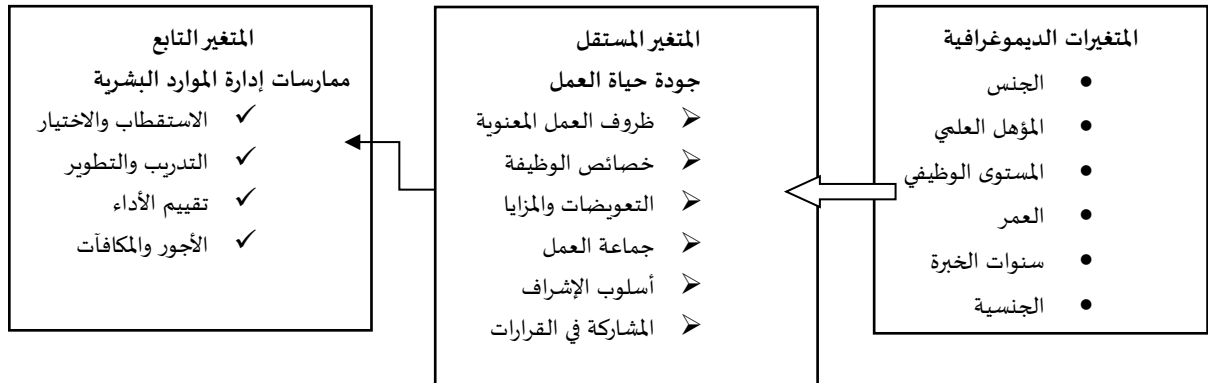 المتغيرات الديموغرافية
• الجنس
• المؤهل العلمي
• المستوى الوظيفي
• العمر
• سنوات الخبرة
• الجنسية
المتغير المستقل
جودة حياة العمل
➢ ظروف العمل المعنوية
➢ خصائص الوظيفة
➢ التعويضات والمزايا
➢ جماعة العمل
➢ أسلوب الإشراف
➢ المشاركة في القرارات
المتغير التابع
ممارسات إدارة الموارد البشرية
✓ الاستقطاب والاختيار
✓ التدريب والتطوير
✓ تقييم الأداء
✓ الأجور والمكافآت